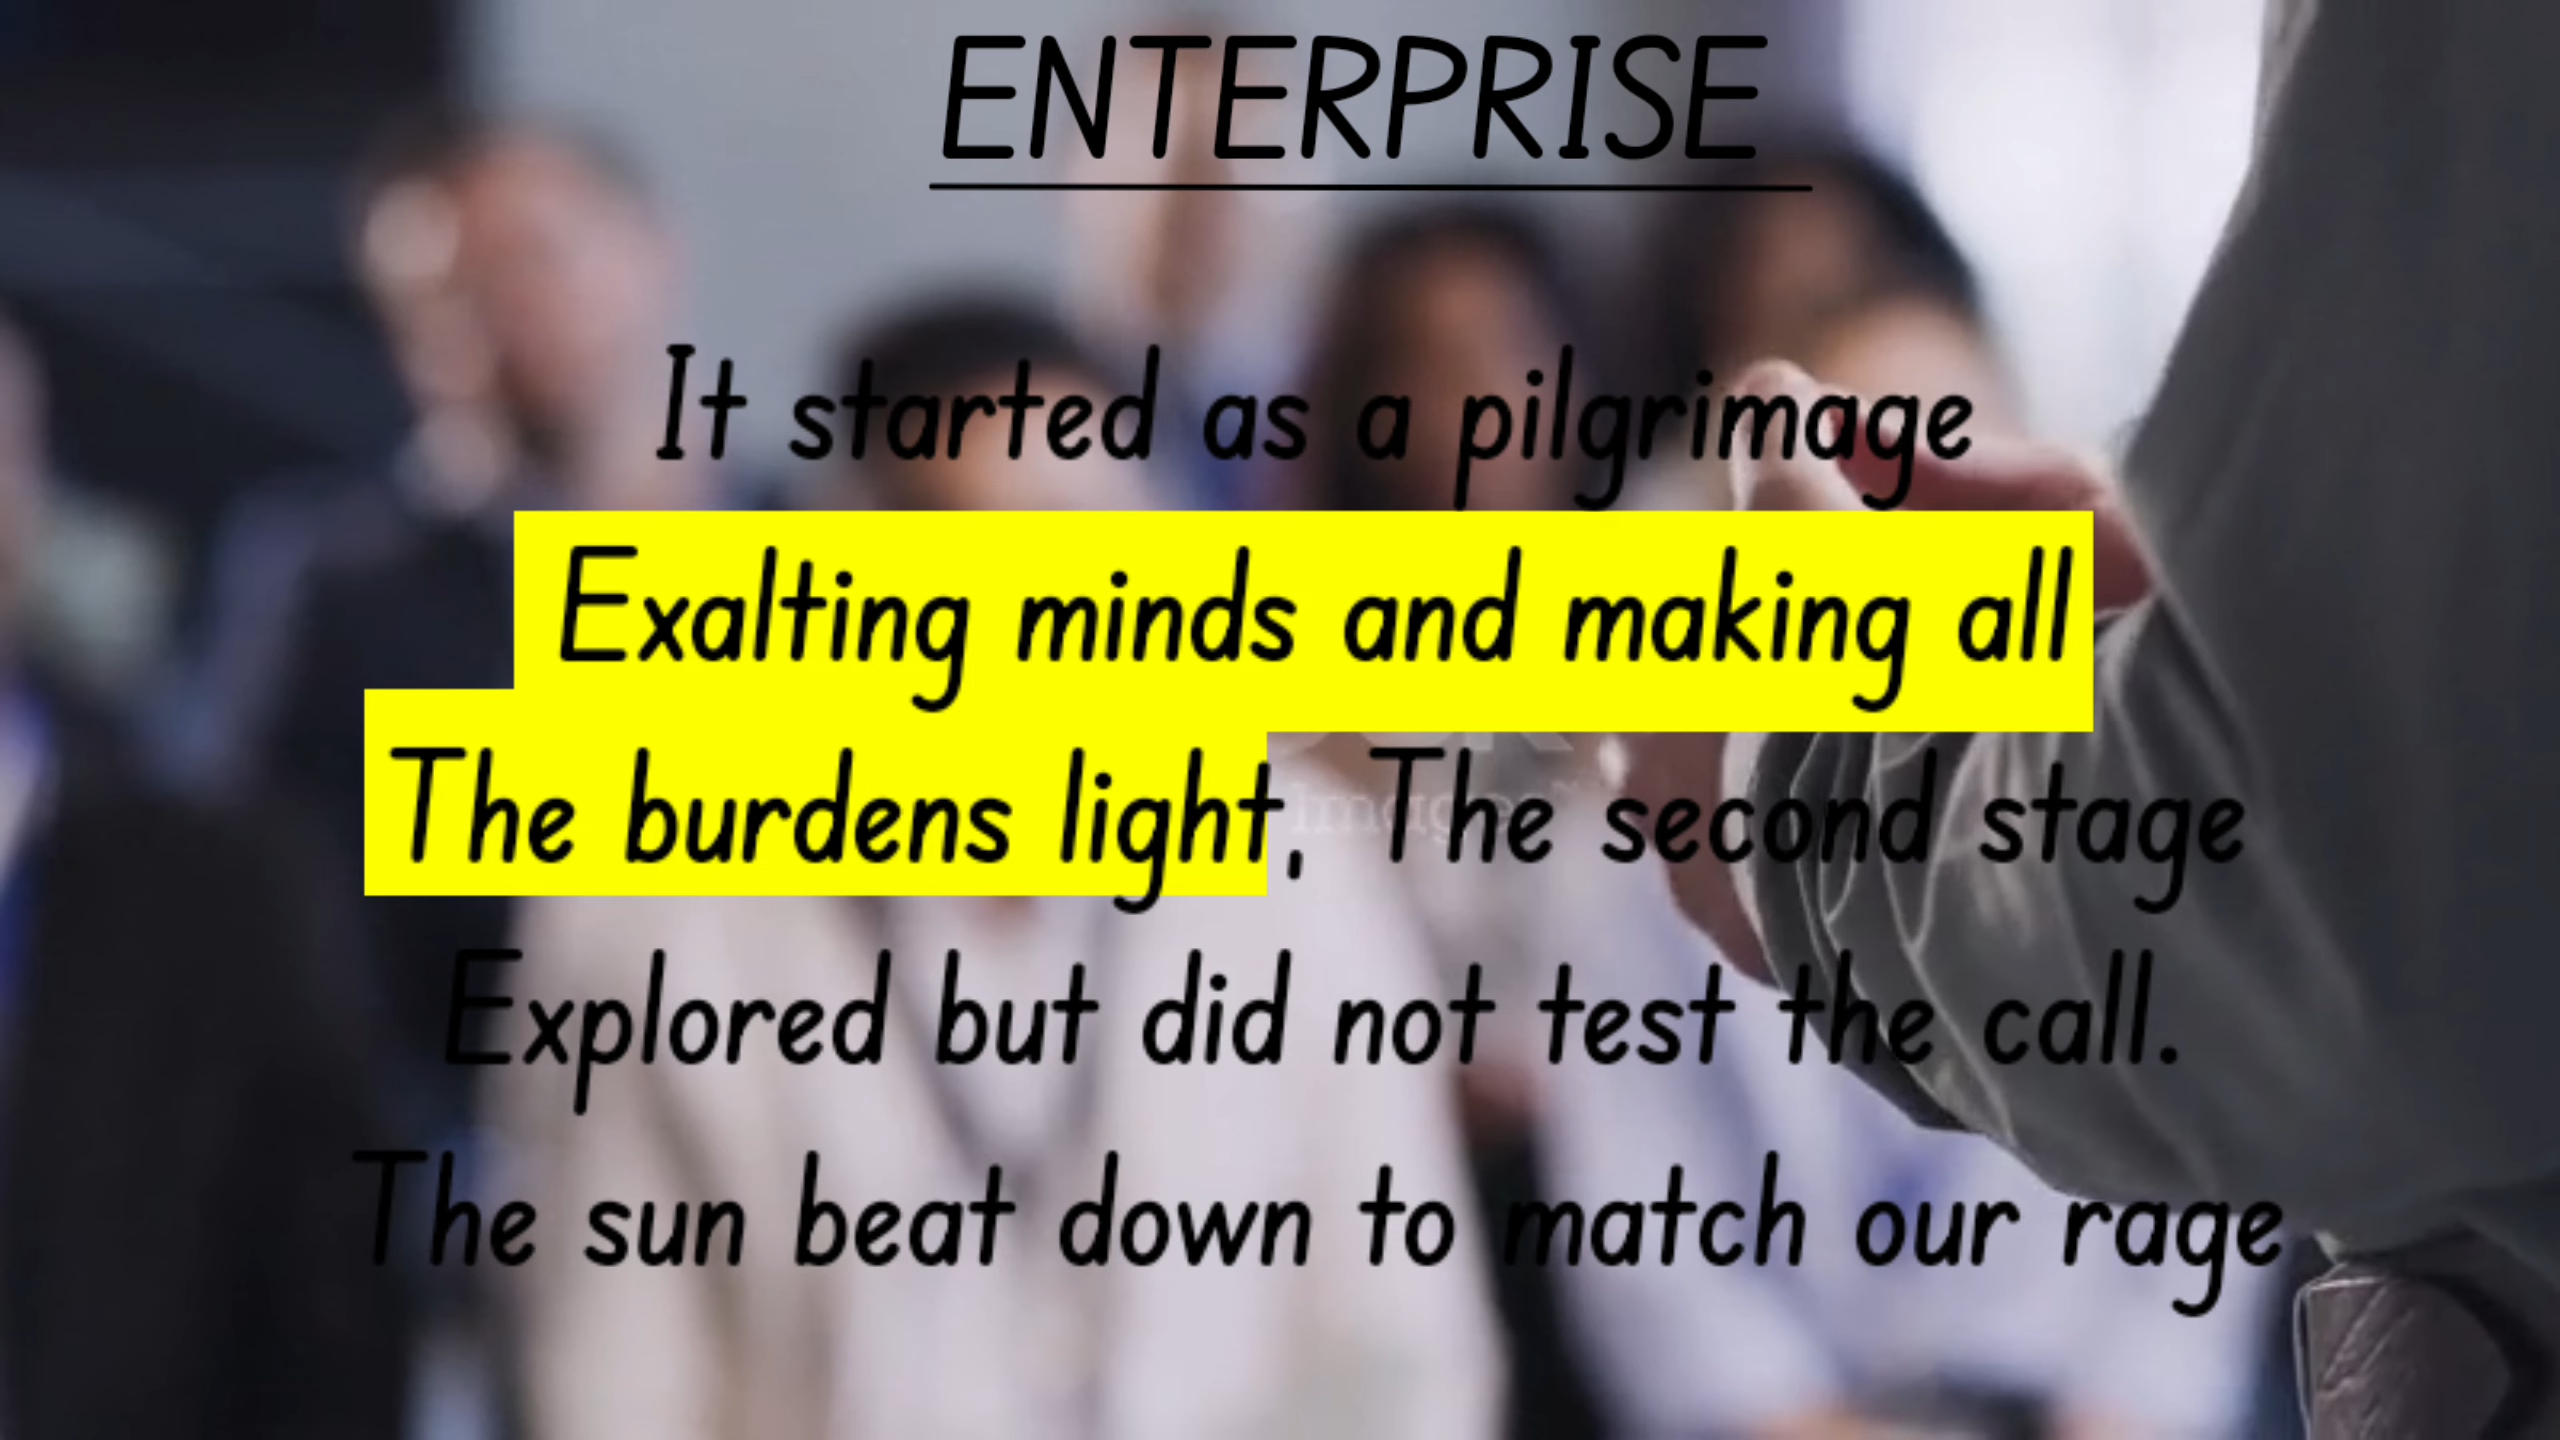 ENTERPRISE
It started as a pilgrimage
Exalting minds and making all
The burdens light, The second stage
Explored but did not test the call.
The sun beat down to match our rage